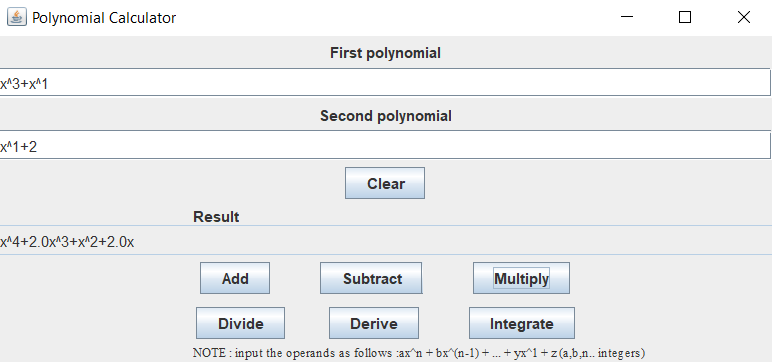 Polynomial Calculator
First polynomial
x^3+x^1
Second polynomial
x^1+2
Clear
Result
x^4+2.0x^3+x^2+2.0x
Add Subtract Multiply
Divide Derive Integrate
NOTE : input the operands as follows :ax^n + bx^(n-1) + ... + yx^1 + z (a,b,n.. integers)